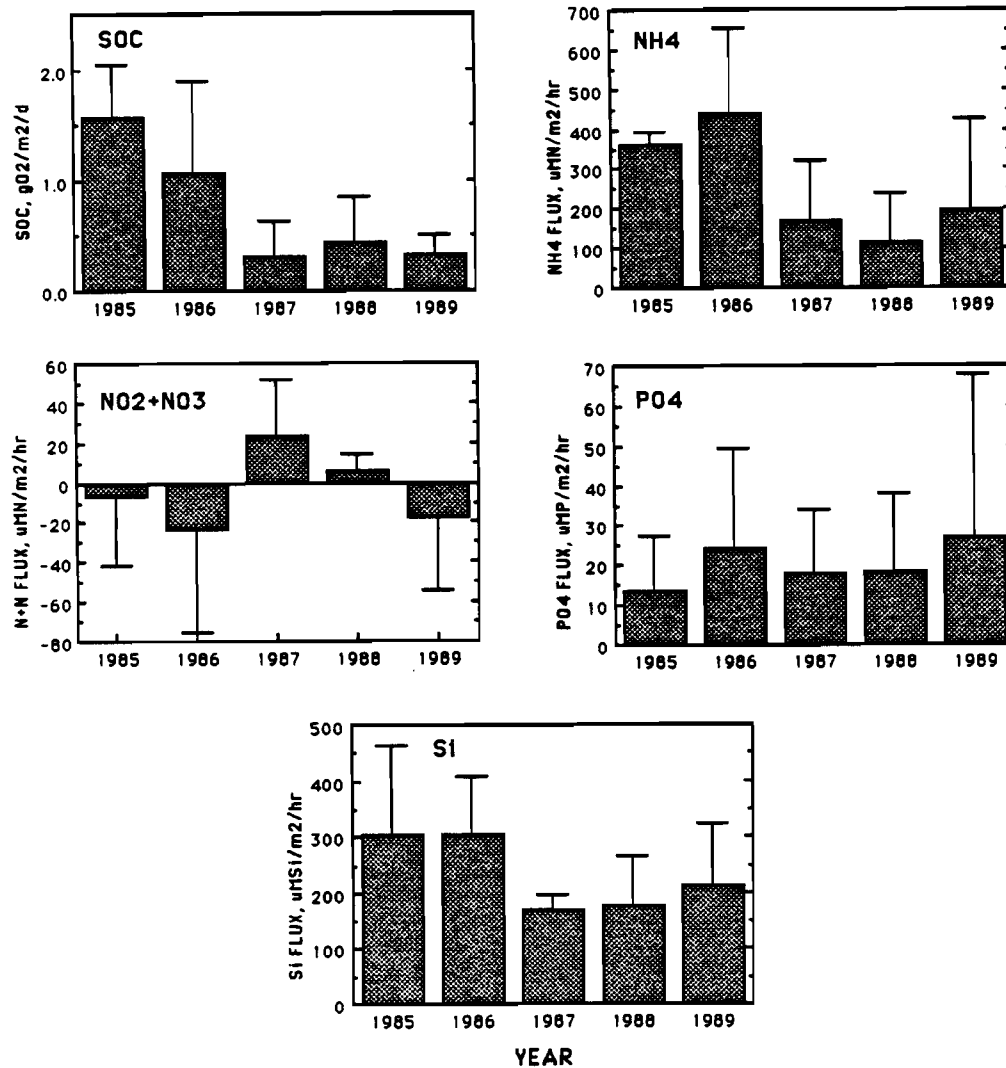 SOC
SOC, gO2/m2/d
2.0
1.0
0.0
1985 1986 1987 1988 1989
NH4
NH4 FLUX, uMN/m2/hr
700
600
500
450
400
350
300
200
100
0
1985 1986 1987 1988 1989
NO2+NO3
N+N FLUX, uMN/m2/hr
60
40
20
0
-20
-40
-60
-80
1985 1986 1987 1988 1989
PO4
PO4 FLUX, uMP/m2/hr
70
60
50
40
30
20
10
0
1985 1986 1987 1988 1989
Si
Si FLUX, uMSi/m2/hr
500
400
300
200
100
0
1985 1986 1987 1988 1989
YEAR